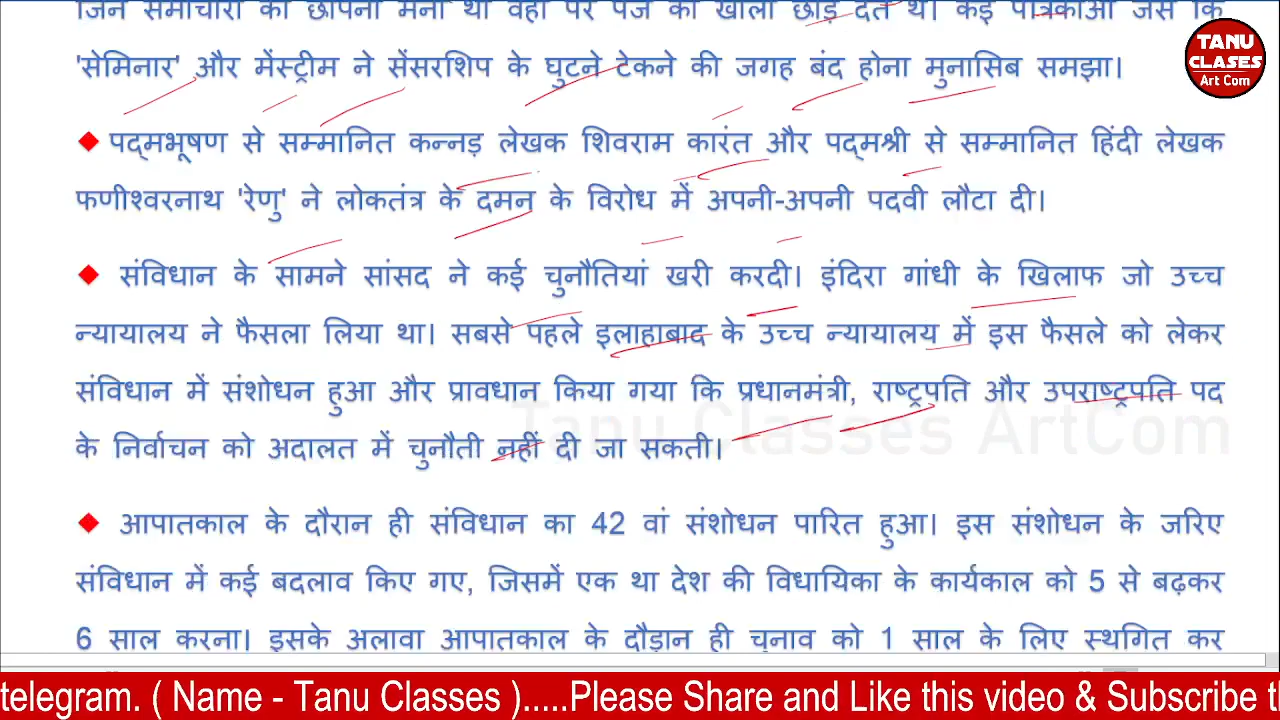 जिन समाचारों को छापना मना था वहां पर पेज को खाली छोड़ देते थे। कई पत्रिकाओं जैसे कि
'सेमिनार' और मेंस्ट्रीम ने सेंसरशिप के घुटने टेकने की जगह बंद होना मुनासिब समझा।
TANU
CLASES
Art Com
◆ पद्मभूषण से सम्मानित कन्नड़ लेखक शिवराम कारंत और पद्मश्री से सम्मानित हिंदी लेखक
फणीश्वरनाथ 'रेणु' ने लोकतंत्र के दमन के विरोध में अपनी-अपनी पदवी लौटा दी।
◆ संविधान के सामने सांसद ने कई चुनौतियां खरी करदी। इंदिरा गांधी के खिलाफ जो उच्च
न्यायालय ने फैसला लिया था। सबसे पहले इलाहाबाद के उच्च न्यायालय में इस फैसले को लेकर
संविधान में संशोधन हुआ और प्रावधान किया गया कि प्रधानमंत्री, राष्ट्रपति और उपराष्ट्रपति पद
के निर्वाचन को अदालत में चुनौती नहीं दी जा सकती।
Tanu Classes ArtCom
◆ आपातकाल के दौरान ही संविधान का 42 वां संशोधन पारित हुआ। इस संशोधन के जरिए
संविधान में कई बदलाव किए गए, जिसमें एक था देश की विधायिका के कार्यकाल को 5 से बढ़कर
6 साल करना। इसके अलावा आपातकाल के दौड़ान ही चुनाव को 1 साल के लिए स्थगित कर
telegram. ( Name - Tanu Classes ).....Please Share and Like this video & Subscribe t